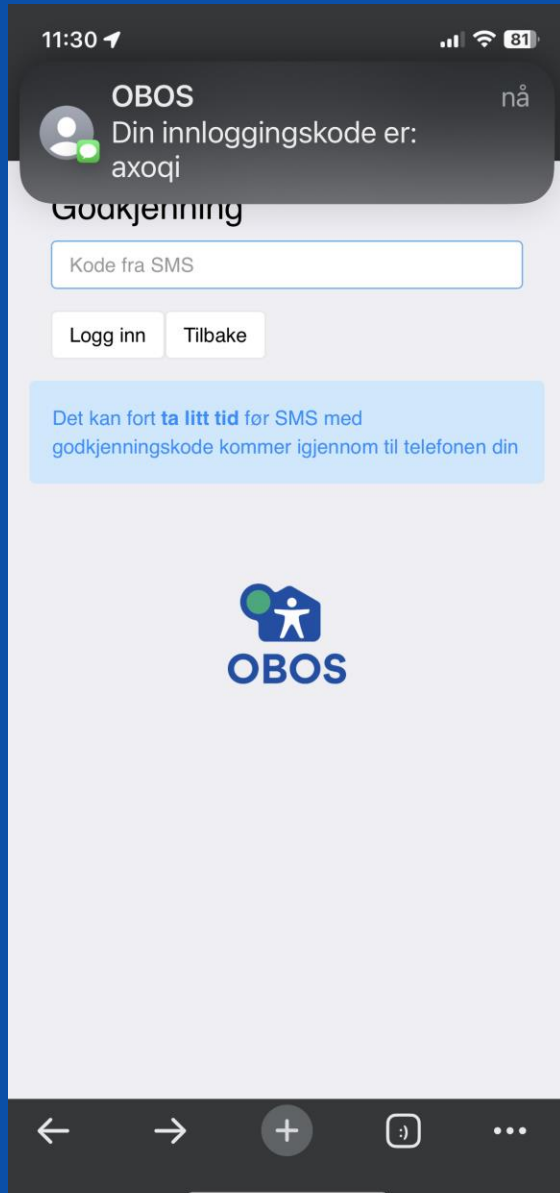 11:30
81
OBOS
nå
Din innloggingskode er:
axoqi
Godkjenning
Kode fra SMS
Logg inn
Tilbake
Det kan fort ta litt tid før SMS med
godkjenningskode kommer igjennom til telefonen din
OBOS
:)